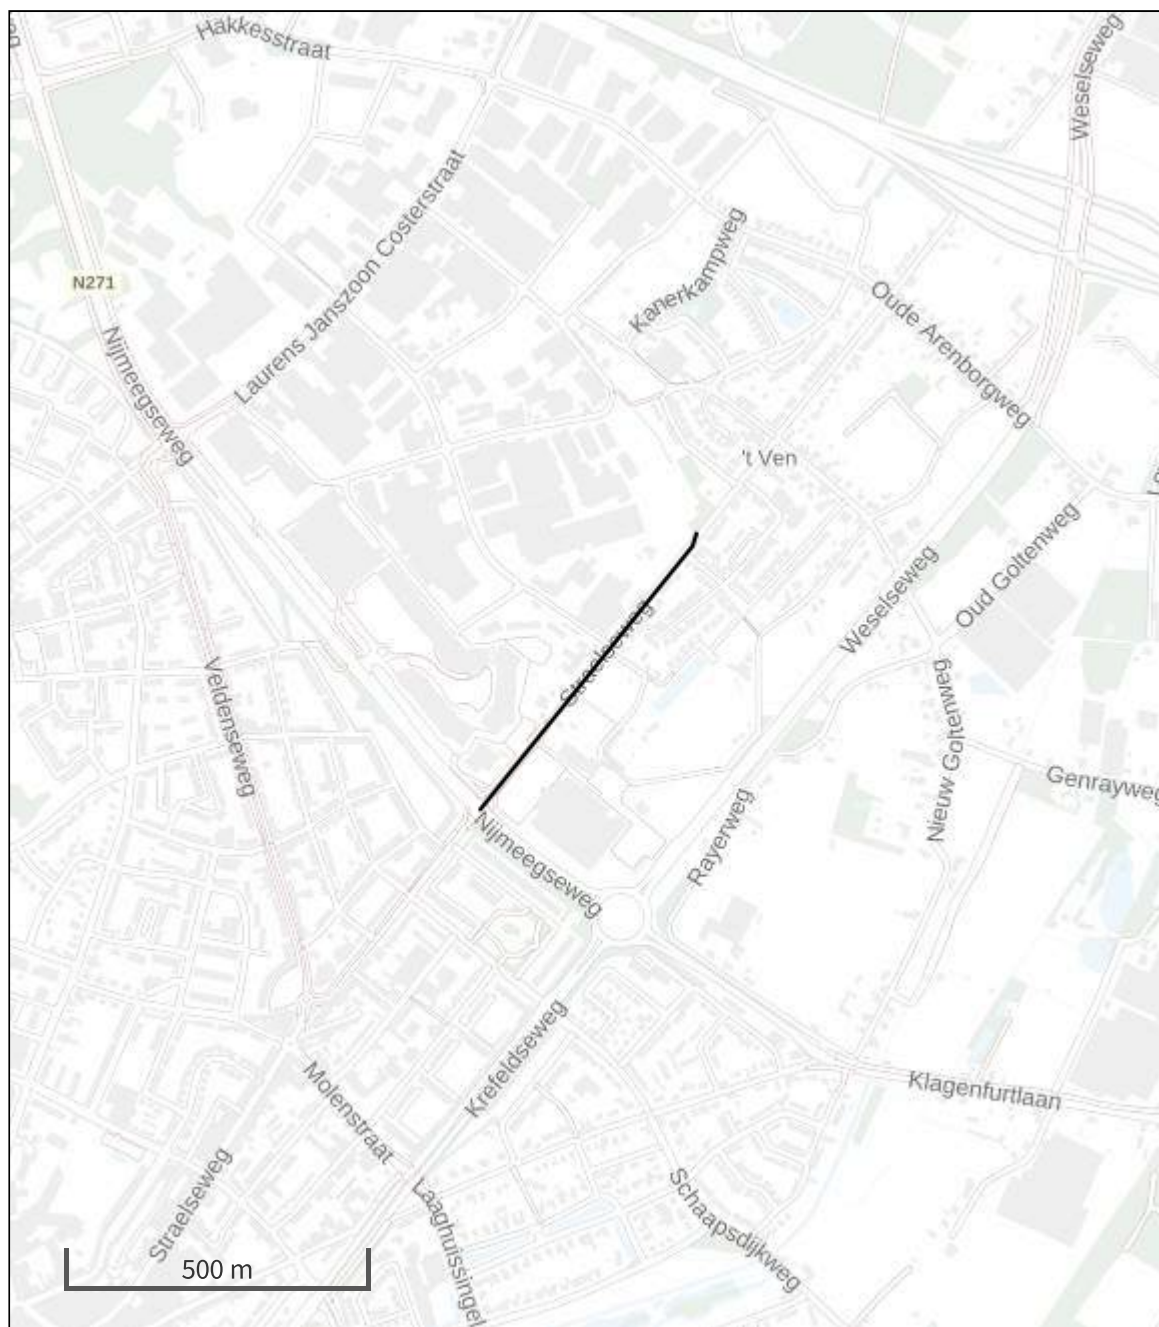 Hakkesstraat
Weselseweg
Laurens Janszoon Costerstraat
N271
Kanerkampweg
Oude Arenborgweg
Nijmeegseweg
't Ven
Oud Goltenweg
Weselseweg
Straelseweg
Veldenseweg
Nieuw Goltenweg
Genrayweg
Rayerweg
Nijmeegseweg
Krefeldseweg
Molenstraat
Klagenfurtlaan
Straelseweg
Laaghuissingel
Schaapsdijkweg
500 m